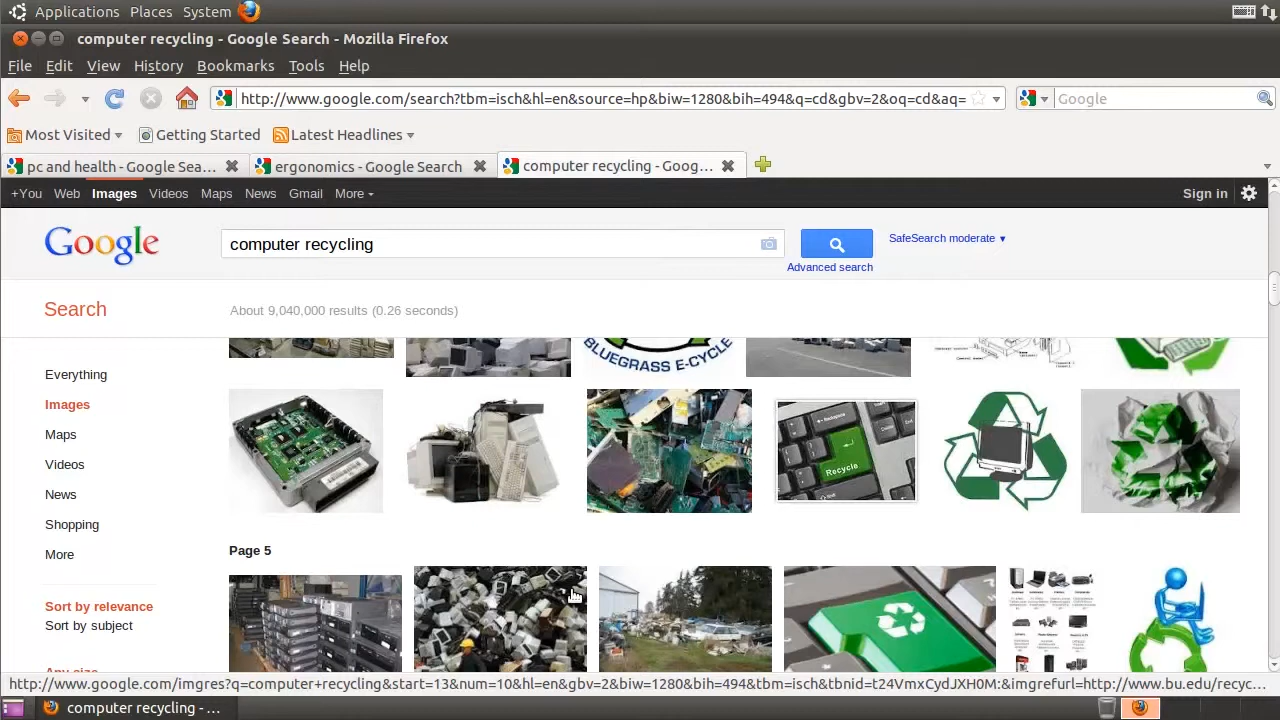 Applications Places System
computer recycling - Google Search - Mozilla Firefox
File Edit View History Bookmarks Tools Help
http://www.google.com/search?tbm=isch&hl=en&source=hp&biw=1280&bih=494&q=cd&gbv=2&oq=cd&aq= Google
Most Visited Getting Started Latest Headlines
pc and health - Google Sea... ergonomics - Google Search computer recycling - Goog...
+You Web Images Videos Maps News Gmail More Sign in
Google computer recycling SafeSearch moderate
Advanced search
Search About 9,040,000 results (0.26 seconds)
BLUEGRASS E-CYCLE
Everything
Images
Maps
Videos
News
Shopping
More
Backspace
Recycle
Page 5
Sort by relevance
Sort by subject
Any size
http://www.google.com/imgres?q=computer+recycling&start=13&num=10&hl=en&gbv=2&biw=1280&bih=494&tbm=isch&tbnid=t24VmxCydJXH0M:&imgrefurl=http://www.bu.edu/recyc...
computer recycling - ...